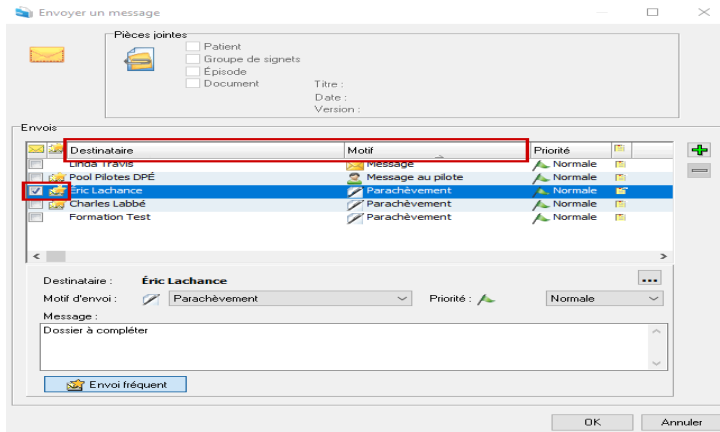 Envoyer un message
Pièces jointes
Patient
Groupe de signets
Épisode
Document
Titre :
Date :
Version :
Envois
Destinataire Motif Priorité
Linda Travis Message Normale
Pool Pilotes DPÉ Message au pilote Normale
Éric Lachance Parachèvement Normale
Charles Labbé Parachèvement Normale
Formation Test Parachèvement Normale
Destinataire : Éric Lachance ...
Motif d'envoi : Parachèvement Priorité : Normale
Message :
Dossier à compléter
Envoi fréquent
OK Annuler